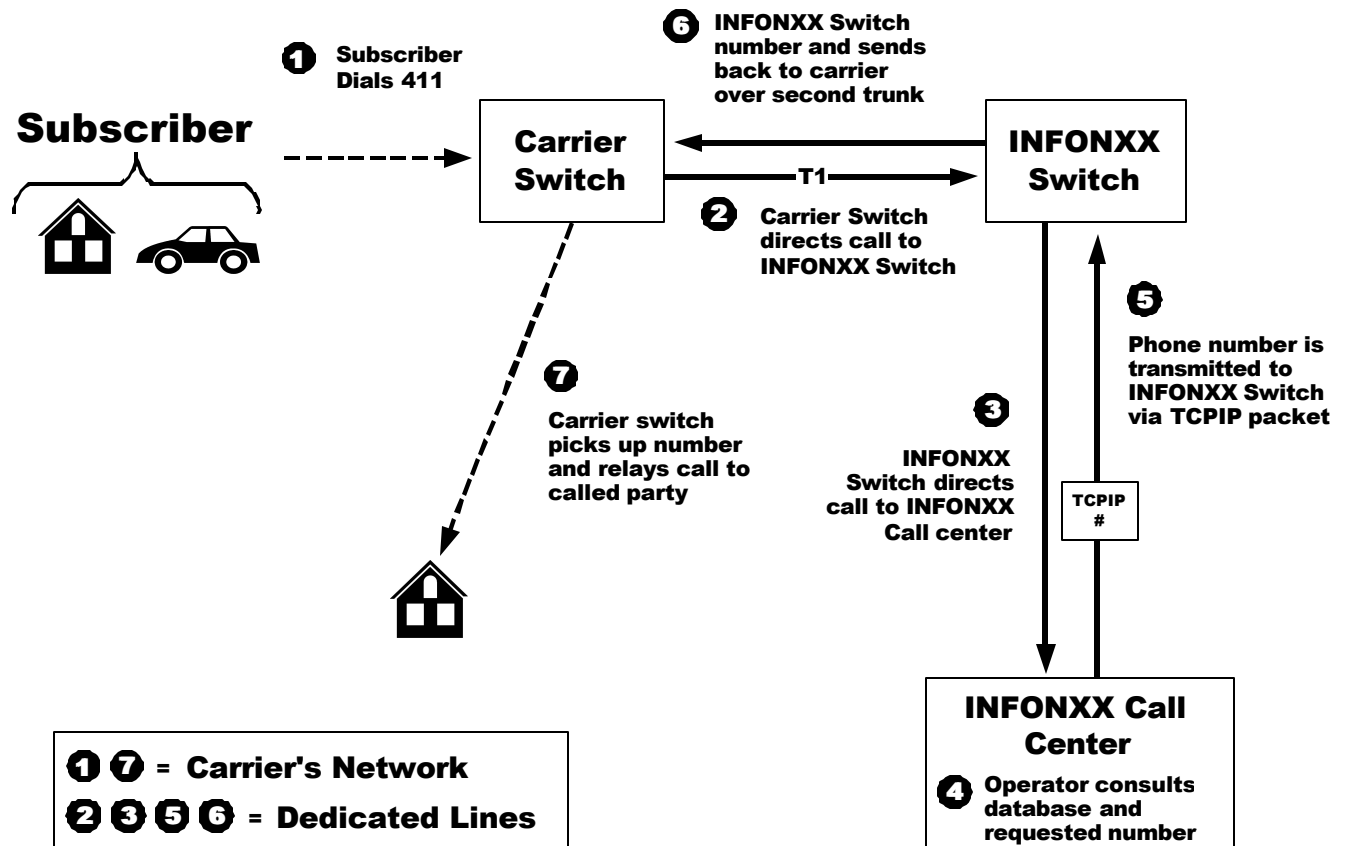 1 Subscriber
Dials 411
6 INFONXX Switch
number and sends
back to carrier
over second trunk
Subscriber
Carrier
Switch
INFONXX
Switch
T1
2 Carrier Switch
directs call to
INFONXX Switch
5
Phone number is
transmitted to
INFONXX Switch
via TCPIP packet
7
Carrier switch
picks up number
and relays call to
called party
3
INFONXX
Switch directs
call to INFONXX
Call center
TCPIP
#
INFONXX Call
Center
4 Operator consults
database and
requested number
1 7 = Carrier's Network
2 3 5 6 = Dedicated Lines